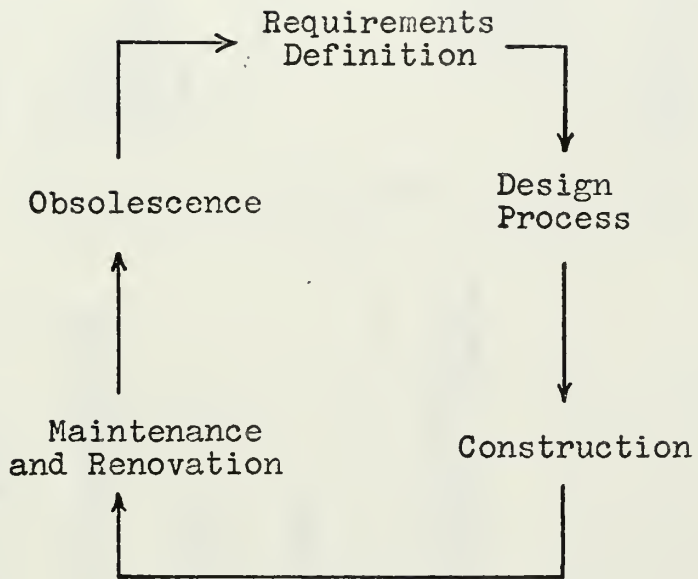 Requirements
Definition
Design
Process
Construction
Maintenance
and Renovation
Obsolescence